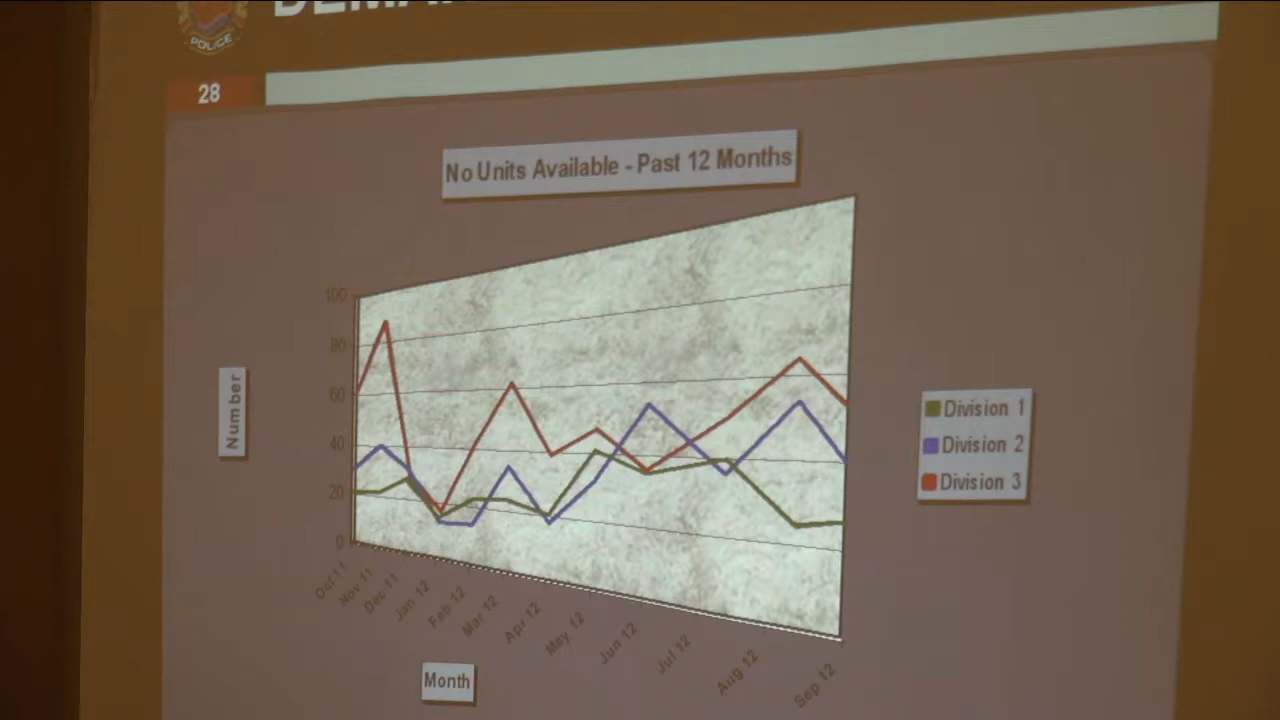 POLICE
28
No Units Available - Past 12 Months
100
80
60
40
20
0
Number
Oct 11
Nov 11
Dec 11
Jan 12
Feb 12
Mar 12
Apr 12
May 12
Jun 12
Jul 12
Aug 12
Sep 12
Month
Division 1
Division 2
Division 3